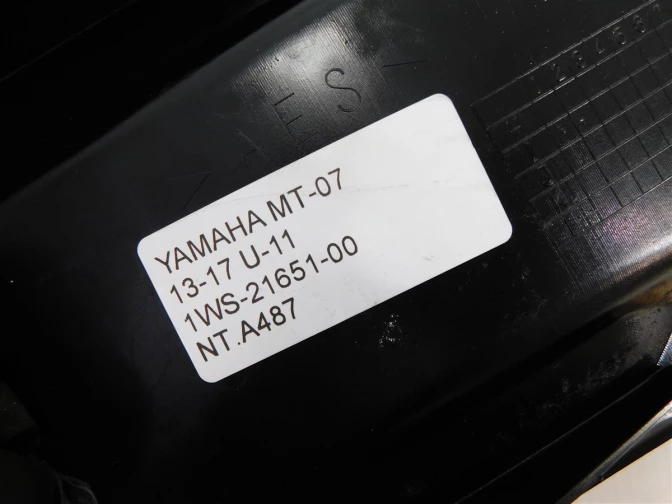 YAMAHA MT-07
13-17 U-11
1WS-21651-00
NT.A487